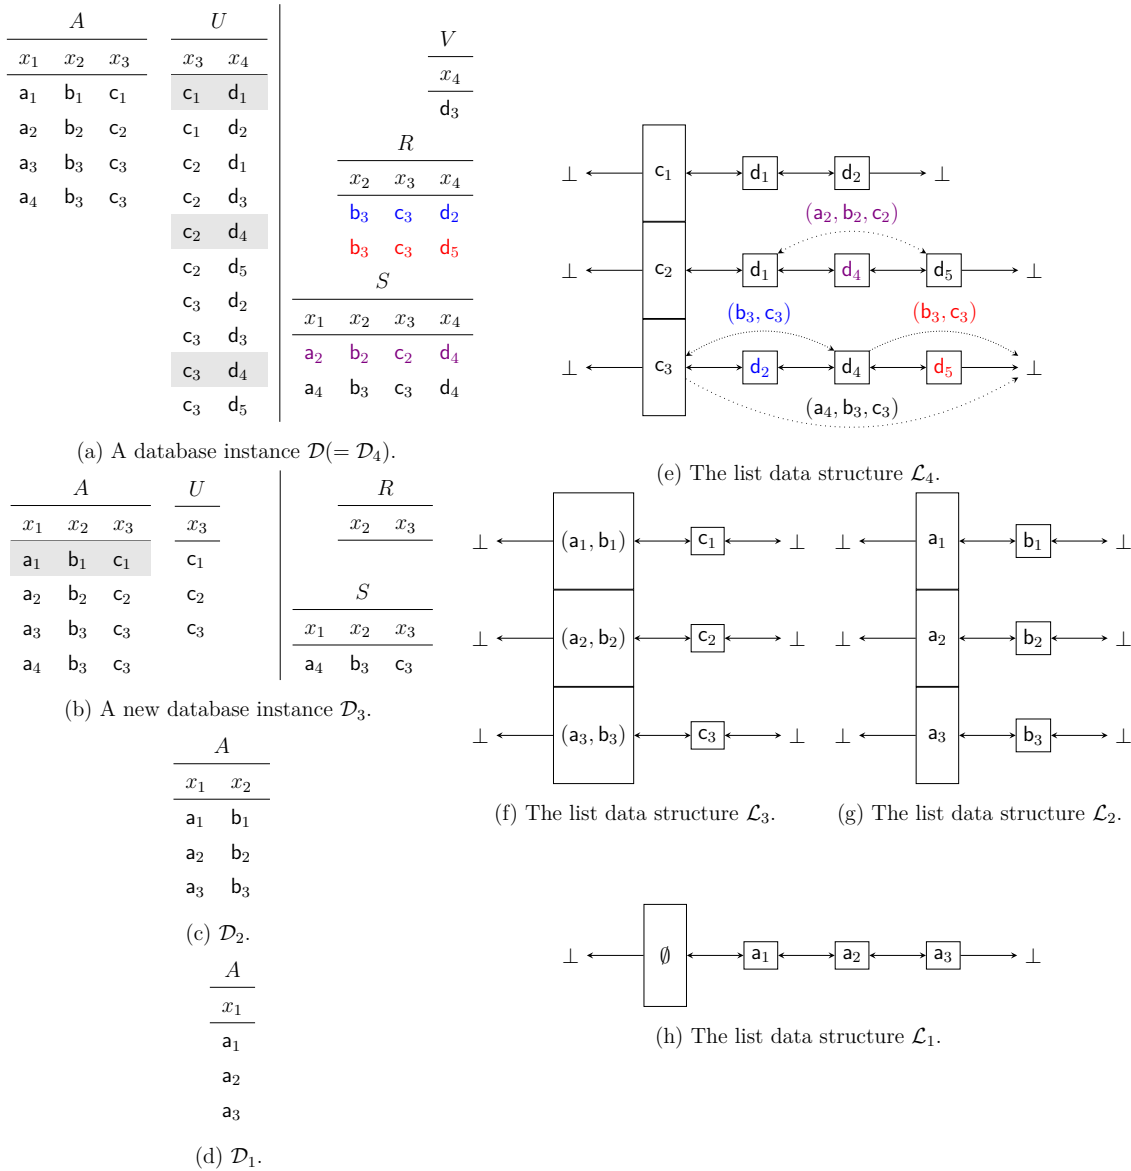 A
x₁ x₂ x₃
a₁ b₁ c₁
a₂ b₂ c₂
a₃ b₃ c₃
a₄ b₃ c₃
U
x₃ x₄
c₁ d₁
c₁ d₂
c₂ d₁
c₂ d₃
c₂ d₄
c₂ d₅
c₃ d₂
c₃ d₃
c₃ d₄
c₃ d₅
V
x₄
d₃
R
x₂ x₃ x₄
b₃ c₃ d₂
b₃ c₃ d₅
S
x₁ x₂ x₃ x₄
a₂ b₂ c₂ d₄
a₄ b₃ c₃ d₄
(a) A database instance 𝒟(= 𝒟₄).
⊥ c₁ d₁ d₂ ⊥
(a₂, b₂, c₂)
⊥ c₂ d₁ d₄ d₅ ⊥
(b₃, c₃) (b₃, c₃)
⊥ c₃ d₂ d₄ d₅ ⊥
(a₄, b₃, c₃)
(e) The list data structure ℒ₄.
A
x₁ x₂ x₃
a₁ b₁ c₁
a₂ b₂ c₂
a₃ b₃ c₃
a₄ b₃ c₃
U
x₃
c₁
c₂
c₃
R
x₂ x₃
S
x₁ x₂ x₃
a₄ b₃ c₃
(b) A new database instance 𝒟₃.
⊥ (a₁, b₁) c₁ ⊥
⊥ (a₂, b₂) c₂ ⊥
⊥ (a₃, b₃) c₃ ⊥
(f) The list data structure ℒ₃.
⊥ a₁ b₁ ⊥
⊥ a₂ b₂ ⊥
⊥ a₃ b₃ ⊥
(g) The list data structure ℒ₂.
A
x₁ x₂
a₁ b₁
a₂ b₂
a₃ b₃
(c) 𝒟₂.
A
x₁
a₁
a₂
a₃
(d) 𝒟₁.
⊥ ∅ a₁ a₂ a₃ ⊥
(h) The list data structure ℒ₁.